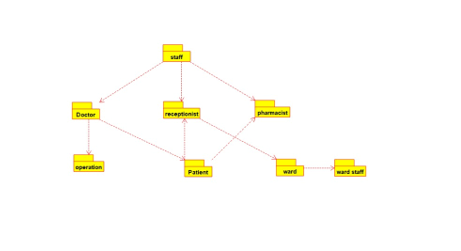 staff
Doctor
receptionist
pharmacist
operation
Patient
ward
ward staff